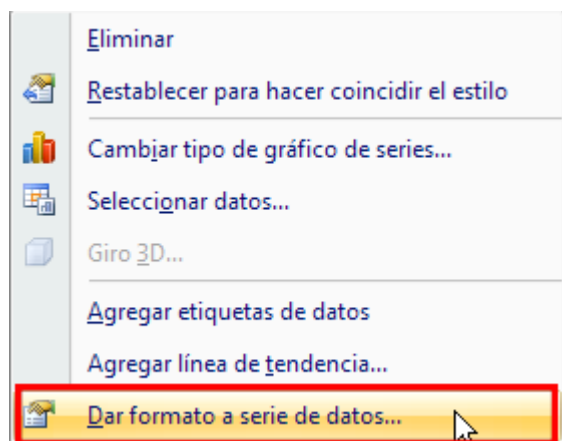 Eliminar
Restablecer para hacer coincidir el estilo
Cambiar tipo de gráfico de series...
Seleccionar datos...
Giro 3D...
Agregar etiquetas de datos
Agregar línea de tendencia...
Dar formato a serie de datos...